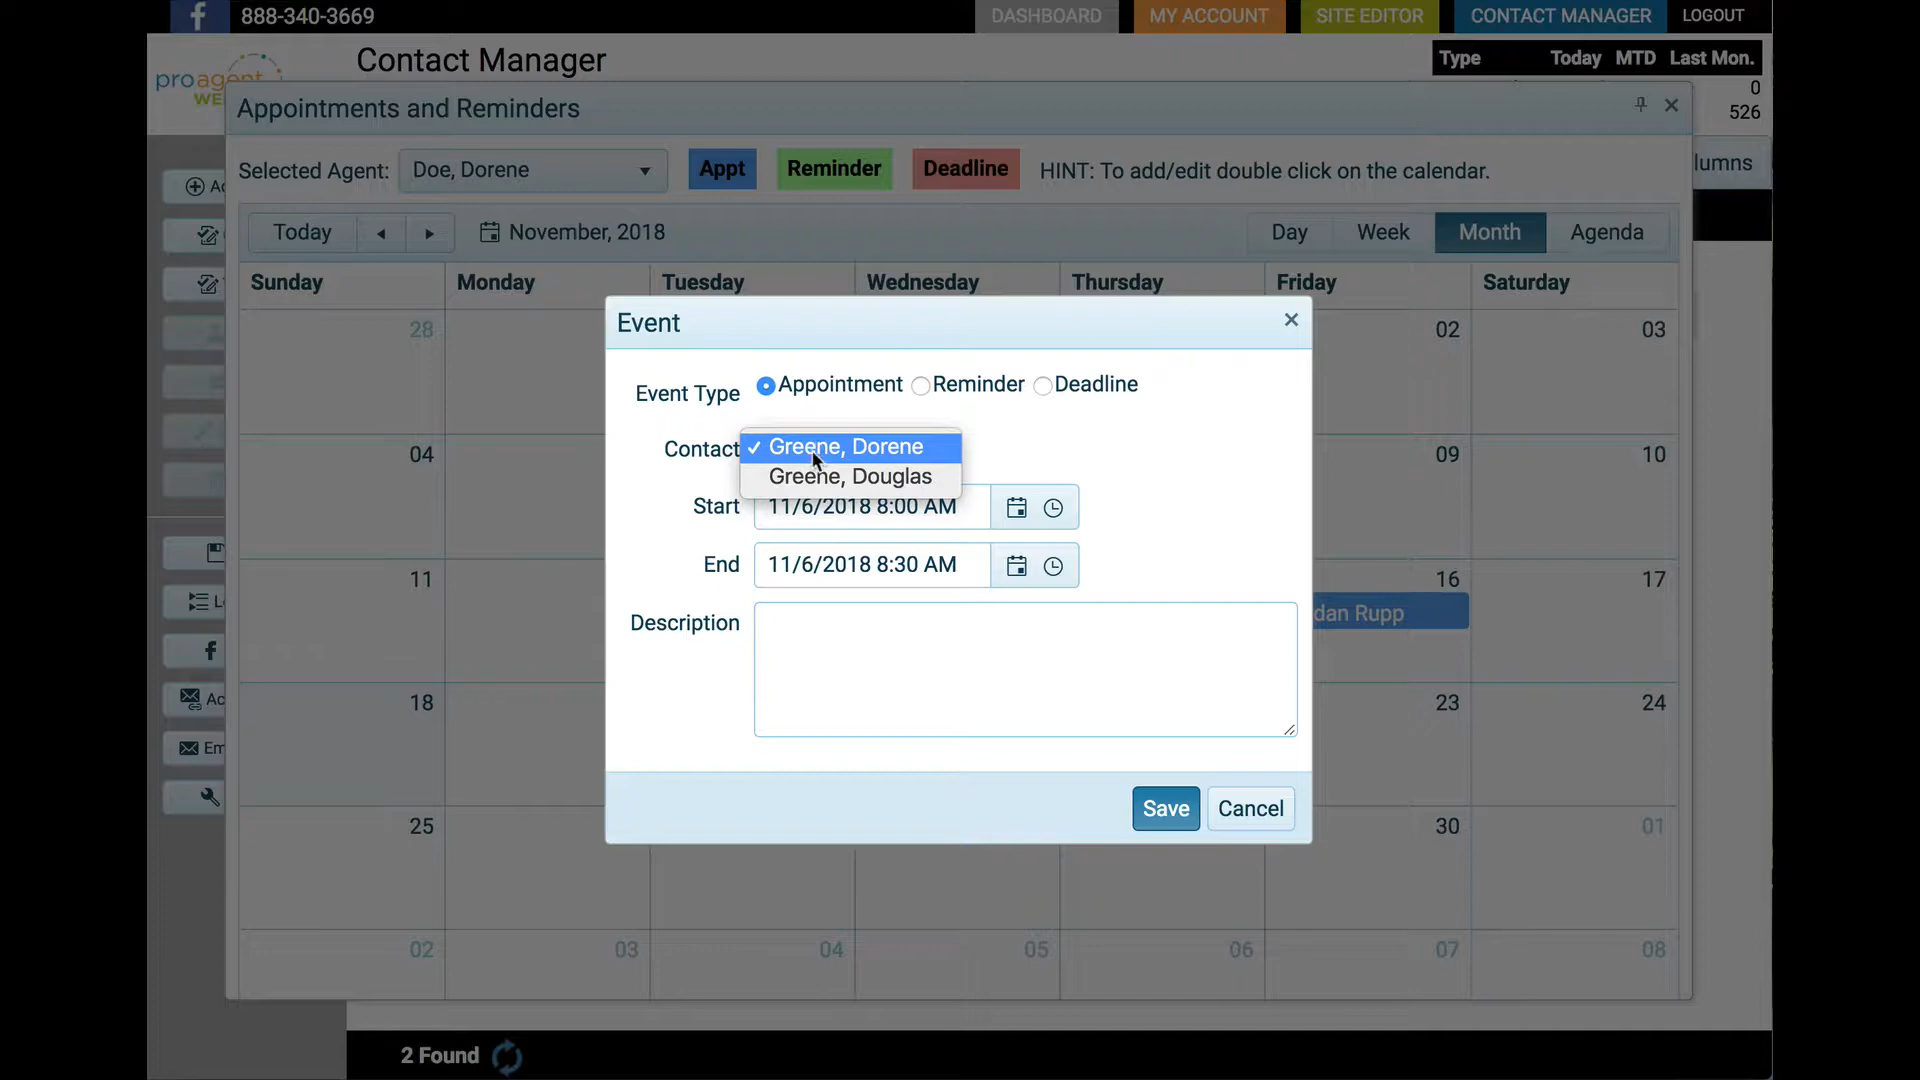 888-340-3669
DASHBOARD
MY ACCOUNT
SITE EDITOR
CONTACT MANAGER
LOGOUT
Contact Manager
Type Today MTD Last Mon.
0
526
Appointments and Reminders
Selected Agent: Doe, Dorene
Appt
Reminder
Deadline
HINT: To add/edit double click on the calendar.
lumns
Today
November, 2018
Day
Week
Month
Agenda
Sunday Monday Tuesday Wednesday Thursday Friday Saturday
28 02 03
04 09 10
11 16 17
dan Rupp
18 23 24
25 30 01
02 03 04 05 06 07 08
Event
Event Type Appointment Reminder Deadline
Contact Greene, Dorene
Greene, Douglas
Start 11/6/2018 8:00 AM
End 11/6/2018 8:30 AM
Description
Save
Cancel
L
Ac
Em
2 Found